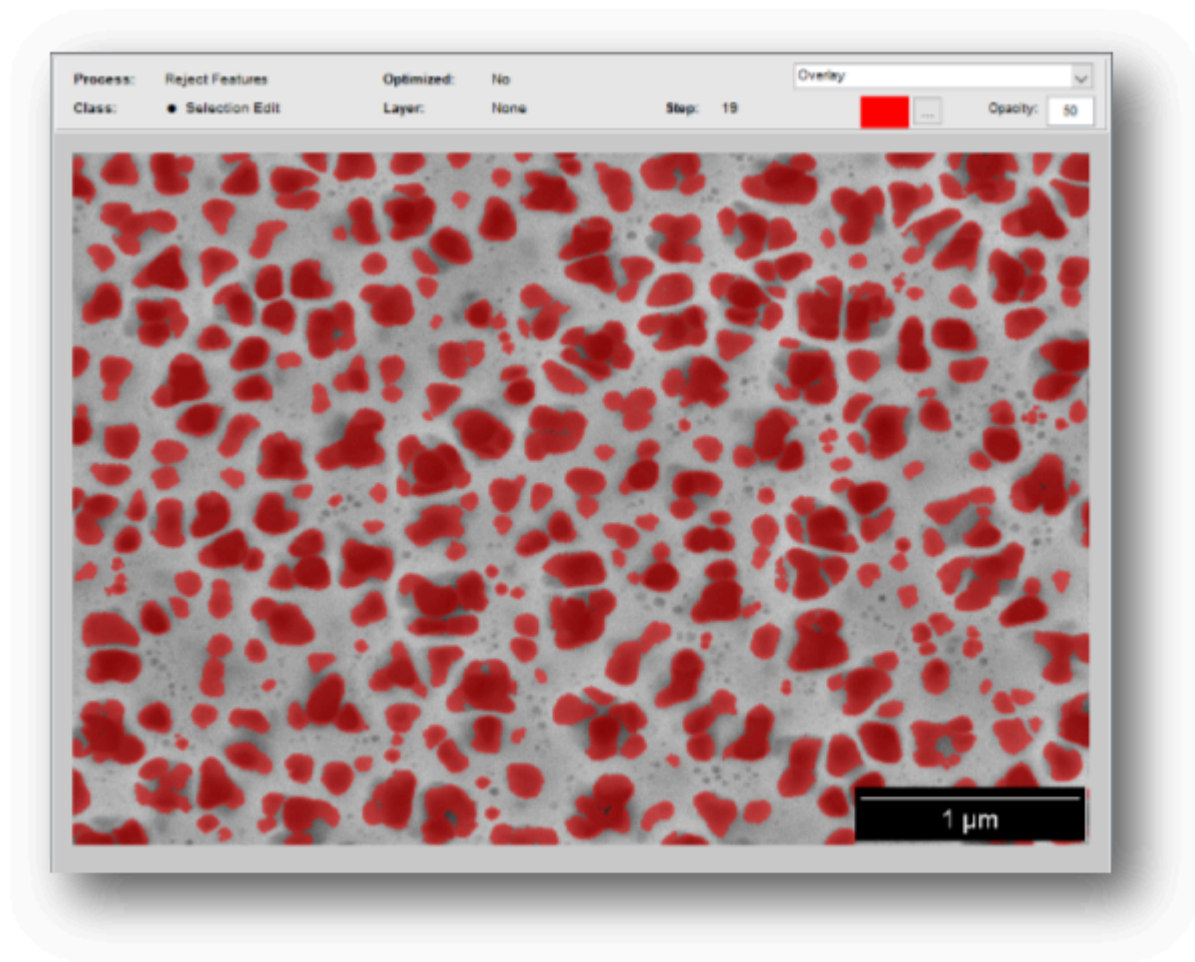 Process: Reject Features Optimized: No Overlay
Class: • Selection Edit Layer: None Step: 19 ... Opacity: 50
1 µm